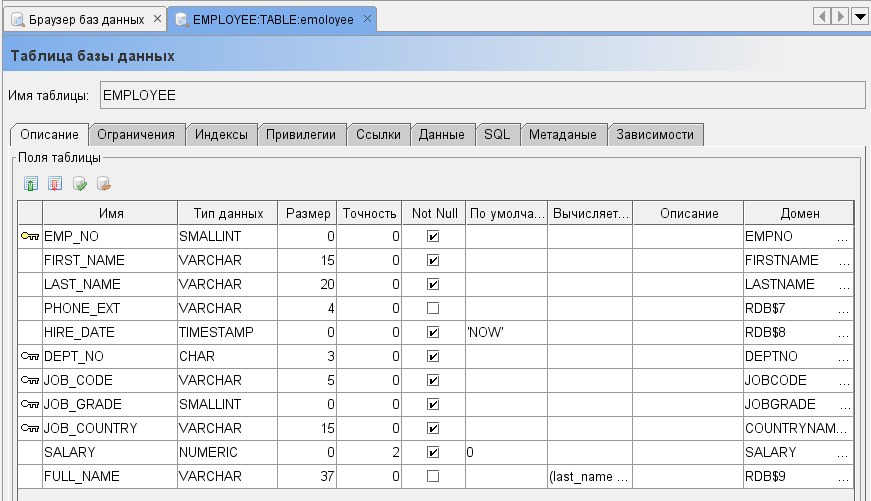 Браузер баз данных EMPLOYEE:TABLE:emoloyee
Таблица базы данных
Имя таблицы: EMPLOYEE
Описание Ограничения Индексы Привилегии Ссылки Данные SQL Метаданые Зависимости
Поля таблицы
Имя Тип данных Размер Точность Not Null По умолча... Вычисляет... Описание Домен
EMP_NO SMALLINT 0 0 EMPNO ...
FIRST_NAME VARCHAR 15 0 FIRSTNAME ...
LAST_NAME VARCHAR 20 0 LASTNAME ...
PHONE_EXT VARCHAR 4 0 RDB$7 ...
HIRE_DATE TIMESTAMP 0 0 'NOW' RDB$8 ...
DEPT_NO CHAR 3 0 DEPTNO ...
JOB_CODE VARCHAR 5 0 JOBCODE ...
JOB_GRADE SMALLINT 0 0 JOBGRADE ...
JOB_COUNTRY VARCHAR 15 0 COUNTRYNAM...
SALARY NUMERIC 0 2 0 SALARY ...
FULL_NAME VARCHAR 37 0 (last_name ... RDB$9 ...